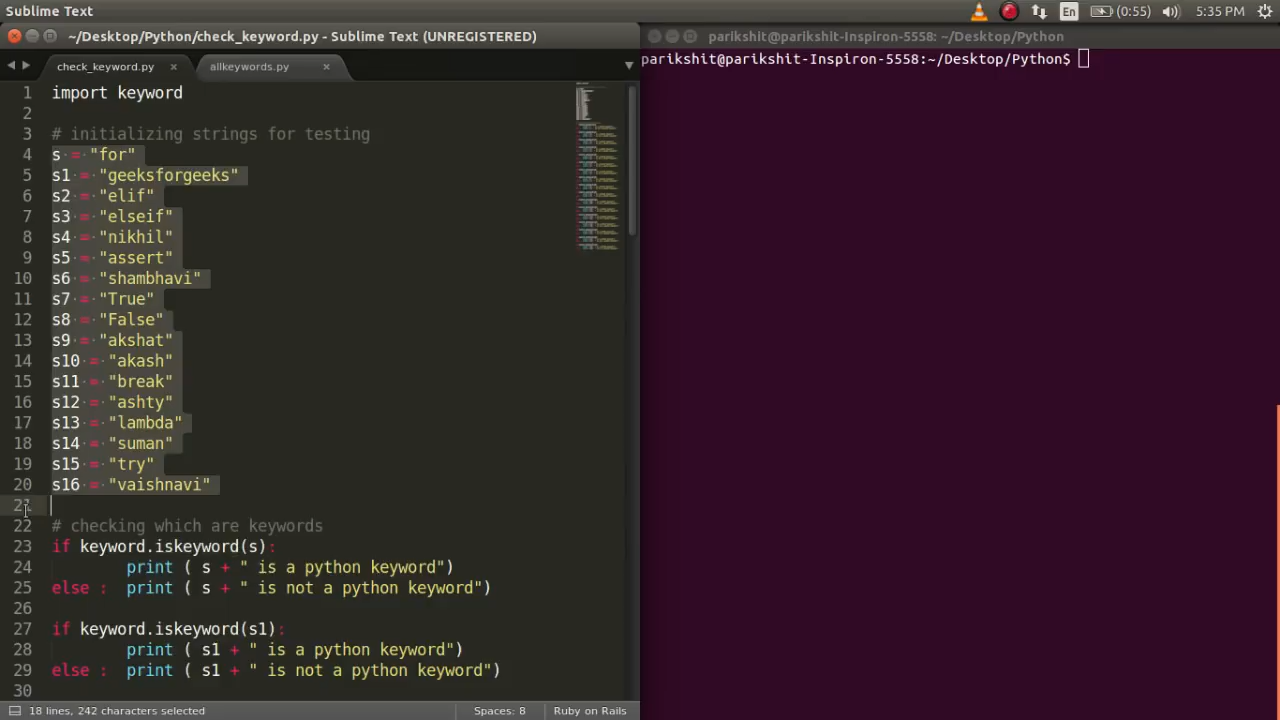 Sublime Text
En
(0:55)
5:35 PM
~/Desktop/Python/check_keyword.py - Sublime Text (UNREGISTERED)
parikshit@parikshit-Inspiron-5558: ~/Desktop/Python
check_keyword.py
allkeywords.py
parikshit@parikshit-Inspiron-5558:~/Desktop/Python$
1 import keyword
2
3 # initializing strings for testing
4 s = "for"
5 s1 = "geeksforgeeks"
6 s2 = "elif"
7 s3 = "elseif"
8 s4 = "nikhil"
9 s5 = "assert"
10 s6 = "shambhavi"
11 s7 = "True"
12 s8 = "False"
13 s9 = "akshat"
14 s10 = "akash"
15 s11 = "break"
16 s12 = "ashty"
17 s13 = "lambda"
18 s14 = "suman"
19 s15 = "try"
20 s16 = "vaishnavi"
21
22 # checking which are keywords
23 if keyword.iskeyword(s):
24 print ( s + " is a python keyword")
25 else : print ( s + " is not a python keyword")
26
27 if keyword.iskeyword(s1):
28 print ( s1 + " is a python keyword")
29 else : print ( s1 + " is not a python keyword")
30
18 lines, 242 characters selected
Spaces: 8
Ruby on Rails